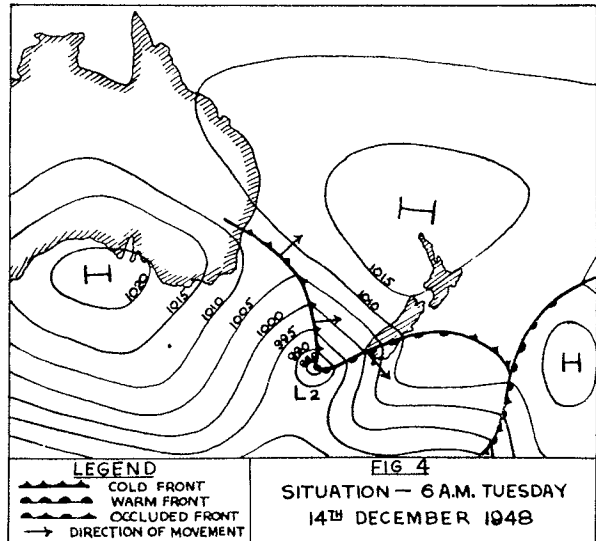 H
H
1020
1015
1010
1005
1000
995
990
1015
1010
H
L2
LEGEND
COLD FRONT
WARM FRONT
OCCLUDED FRONT
DIRECTION OF MOVEMENT
FIG 4
SITUATION — 6 A.M. TUESDAY
14TH DECEMBER 1948